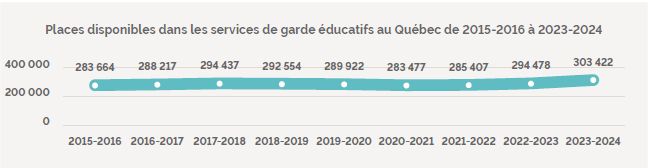 Places disponibles dans les services de garde éducatifs au Québec de 2015-2016 à 2023-2024
400 000
200 000
0
283 664 288 217 294 437 292 554 289 922 283 477 285 407 294 478 303 422
2015-2016 2016-2017 2017-2018 2018-2019 2019-2020 2020-2021 2021-2022 2022-2023 2023-2024